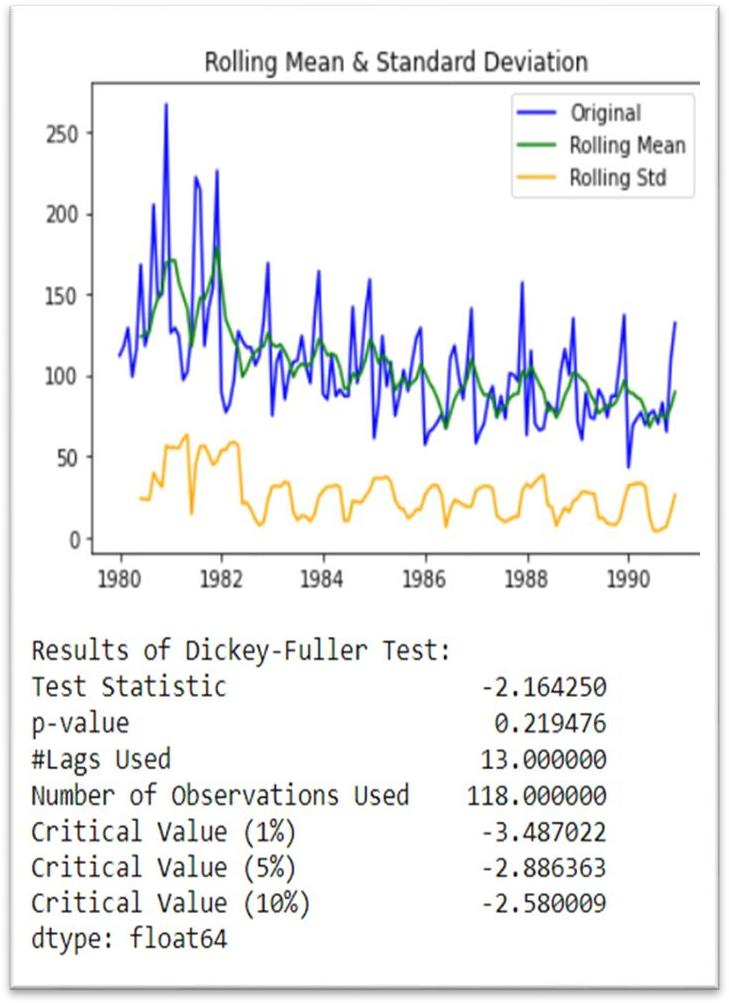 Rolling Mean & Standard Deviation
Original
Rolling Mean
Rolling Std
250
200
150
100
50
0
1980 1982 1984 1986 1988 1990
Results of Dickey-Fuller Test:
Test Statistic -2.164250
p-value 0.219476
#Lags Used 13.000000
Number of Observations Used 118.000000
Critical Value (1%) -3.487022
Critical Value (5%) -2.886363
Critical Value (10%) -2.580009
dtype: float64